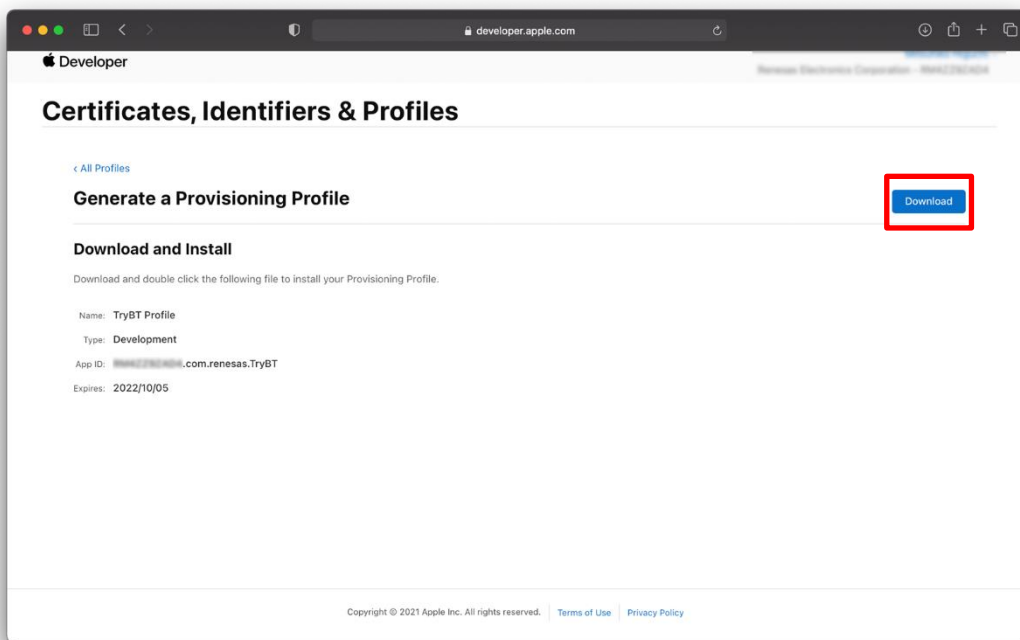 developer.apple.com
Developer
Certificates, Identifiers & Profiles
‹ All Profiles
Generate a Provisioning Profile
Download
Download and Install
Download and double click the following file to install your Provisioning Profile.
Name: TryBT Profile
Type: Development
App ID: .com.renesas.TryBT
Expires: 2022/10/05
Copyright © 2021 Apple Inc. All rights reserved. Terms of Use Privacy Policy